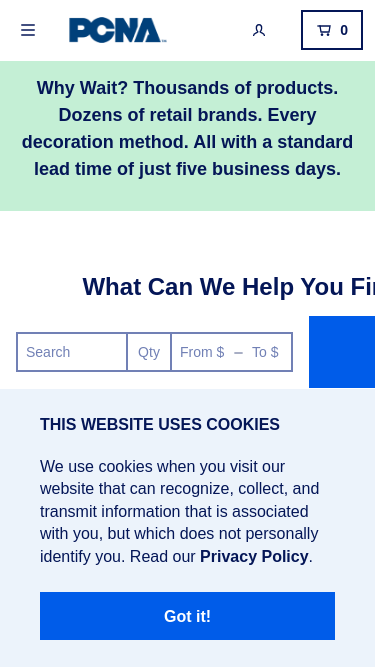 PCNA
0
Why Wait? Thousands of products.
Dozens of retail brands. Every
decoration method. All with a standard
lead time of just five business days.
What Can We Help You Fi
Search
Qty
From $ – To $
THIS WEBSITE USES COOKIES
We use cookies when you visit our
website that can recognize, collect, and
transmit information that is associated
with you, but which does not personally
identify you. Read our Privacy Policy.
Got it!